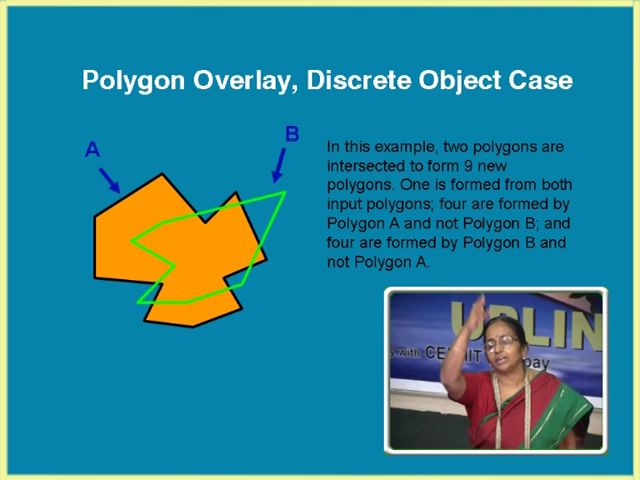 Polygon Overlay, Discrete Object Case
A
B
In this example, two polygons are
intersected to form 9 new
polygons. One is formed from both
input polygons; four are formed by
Polygon A and not Polygon B; and
four are formed by Polygon B and
not Polygon A.
with